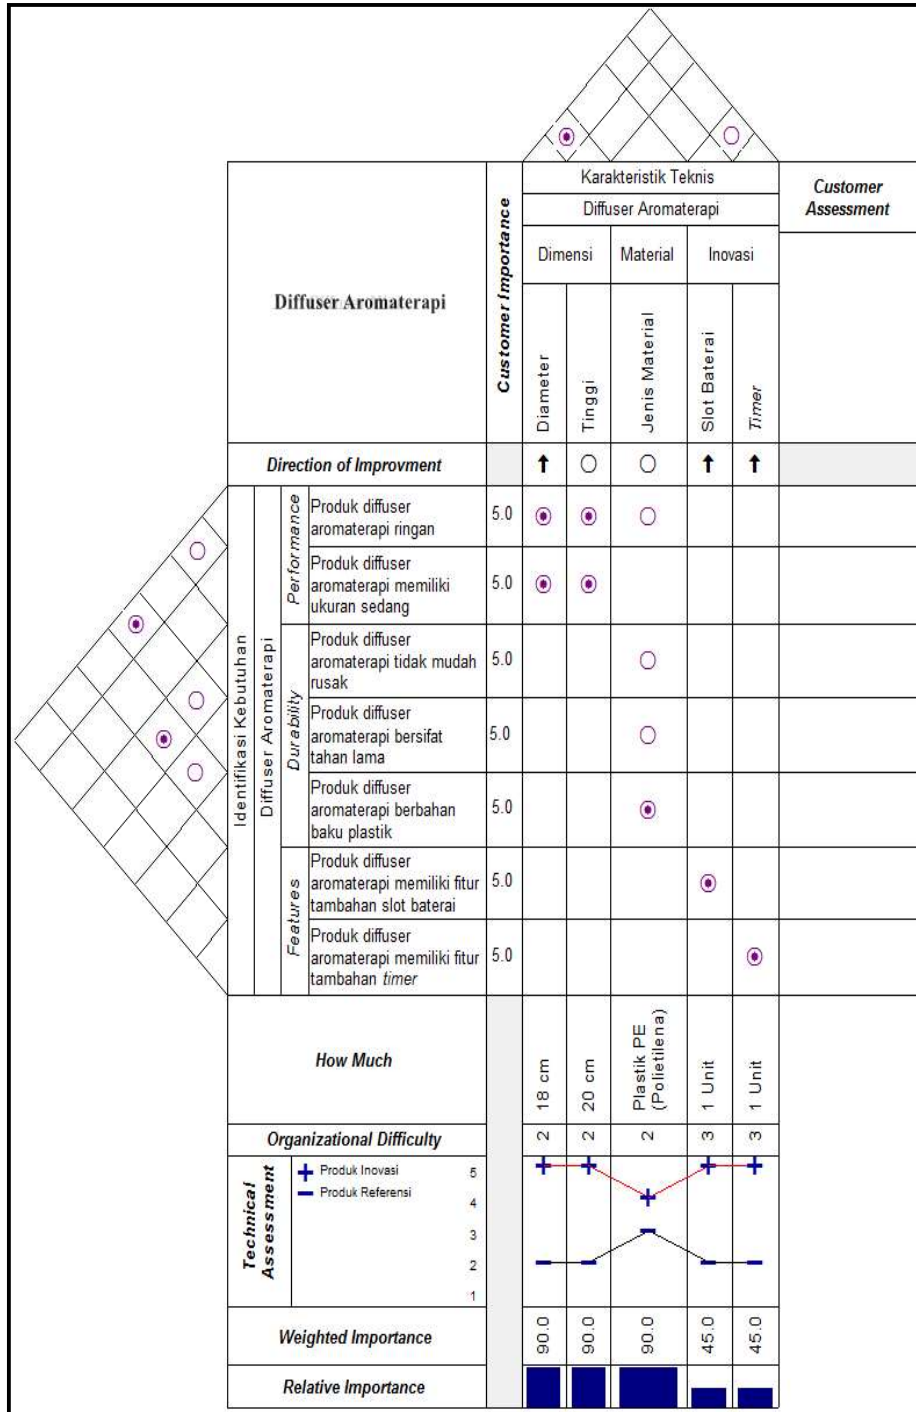 Diffuser Aromaterapi
Customer Importance
Karakteristik Teknis
Diffuser Aromaterapi
Dimensi
Material
Inovasi
Diameter
Tinggi
Jenis Material
Slot Baterai
Timer
Customer
Assessment
Direction of Improvment
Identifikasi Kebutuhan
Diffuser Aromaterapi
Performance
Produk diffuser
aromaterapi ringan
5.0
Produk diffuser
aromaterapi memiliki
ukuran sedang
5.0
Durability
Produk diffuser
aromaterapi tidak mudah
rusak
5.0
Produk diffuser
aromaterapi bersifat
tahan lama
5.0
Produk diffuser
aromaterapi berbahan
baku plastik
5.0
Features
Produk diffuser
aromaterapi memiliki fitur
tambahan slot baterai
5.0
Produk diffuser
aromaterapi memiliki fitur
tambahan timer
5.0
How Much
18 cm
20 cm
Plastik PE
(Polietilena)
1 Unit
1 Unit
Organizational Difficulty
2
2
2
3
3
Technical
Assessment
Produk Inovasi
Produk Referensi
5
4
3
2
1
Weighted Importance
90.0
90.0
90.0
45.0
45.0
Relative Importance